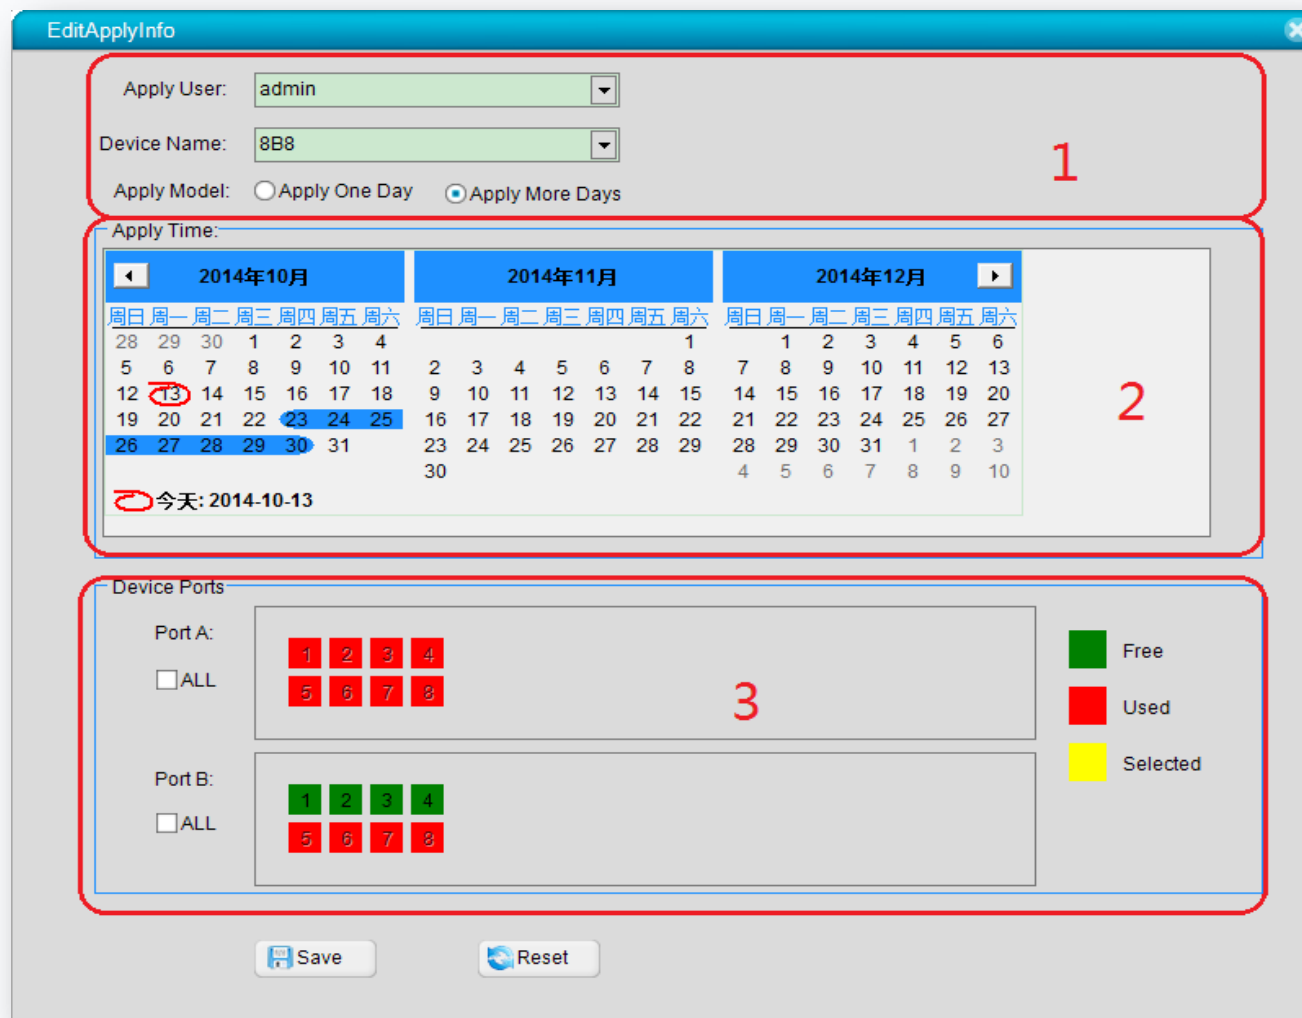 EditApplyInfo
Apply User: admin
Device Name: 8B8
1
Apply Model: Apply One Day Apply More Days
Apply Time:
2014年10月 2014年11月 2014年12月
周日 周一 周二 周三 周四 周五 周六 周日 周一 周二 周三 周四 周五 周六 周日 周一 周二 周三 周四 周五 周六
28 29 30 1 2 3 4 1 1 2 3 4 5 6
5 6 7 8 9 10 11 2 3 4 5 6 7 8 7 8 9 10 11 12 13
12 13 14 15 16 17 18 9 10 11 12 13 14 15 14 15 16 17 18 19 20
2
19 20 21 22 23 24 25 16 17 18 19 20 21 22 21 22 23 24 25 26 27
26 27 28 29 30 31 23 24 25 26 27 28 29 28 29 30 31 1 2 3
30 4 5 6 7 8 9 10
今天: 2014-10-13
Device Ports
Port A:
1 2 3 4
Free
ALL
5 6 7 8
3
Used
Selected
Port B:
1 2 3 4
ALL
5 6 7 8
Save Reset